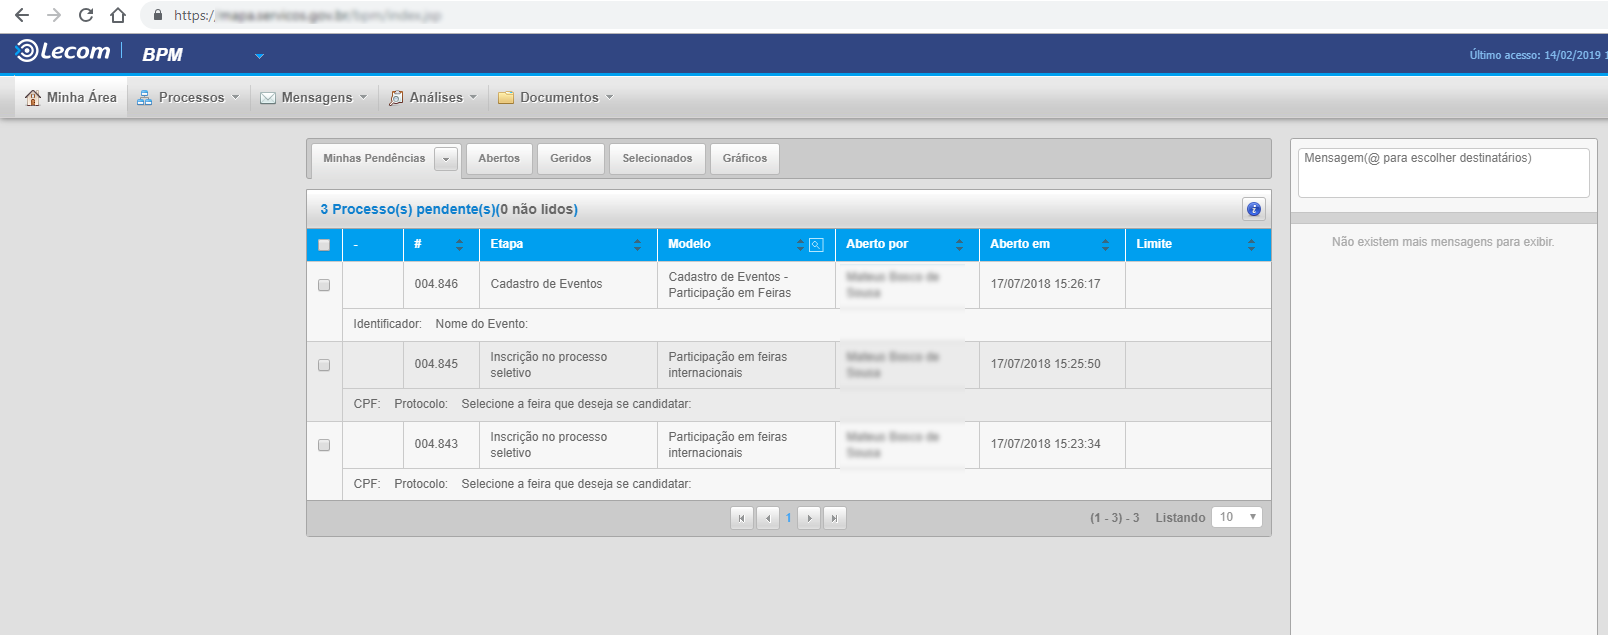 https:/
Lecom BPM
Último acesso: 14/02/2019 1
Minha Área Processos Mensagens Análises Documentos
Minhas Pendências Abertos Geridos Selecionados Gráficos
Mensagem(@ para escolher destinatários)
3 Processo(s) pendente(s)(0 não lidos)
- # Etapa Modelo Aberto por Aberto em Limite
Não existem mais mensagens para exibir.
004.846 Cadastro de Eventos Cadastro de Eventos - 17/07/2018 15:26:17
Participação em Feiras
Identificador: Nome do Evento:
004.845 Inscrição no processo Participação em feiras 17/07/2018 15:25:50
seletivo internacionais
CPF: Protocolo: Selecione a feira que deseja se candidatar:
004.843 Inscrição no processo Participação em feiras 17/07/2018 15:23:34
seletivo internacionais
CPF: Protocolo: Selecione a feira que deseja se candidatar:
1 (1 - 3) - 3 Listando 10